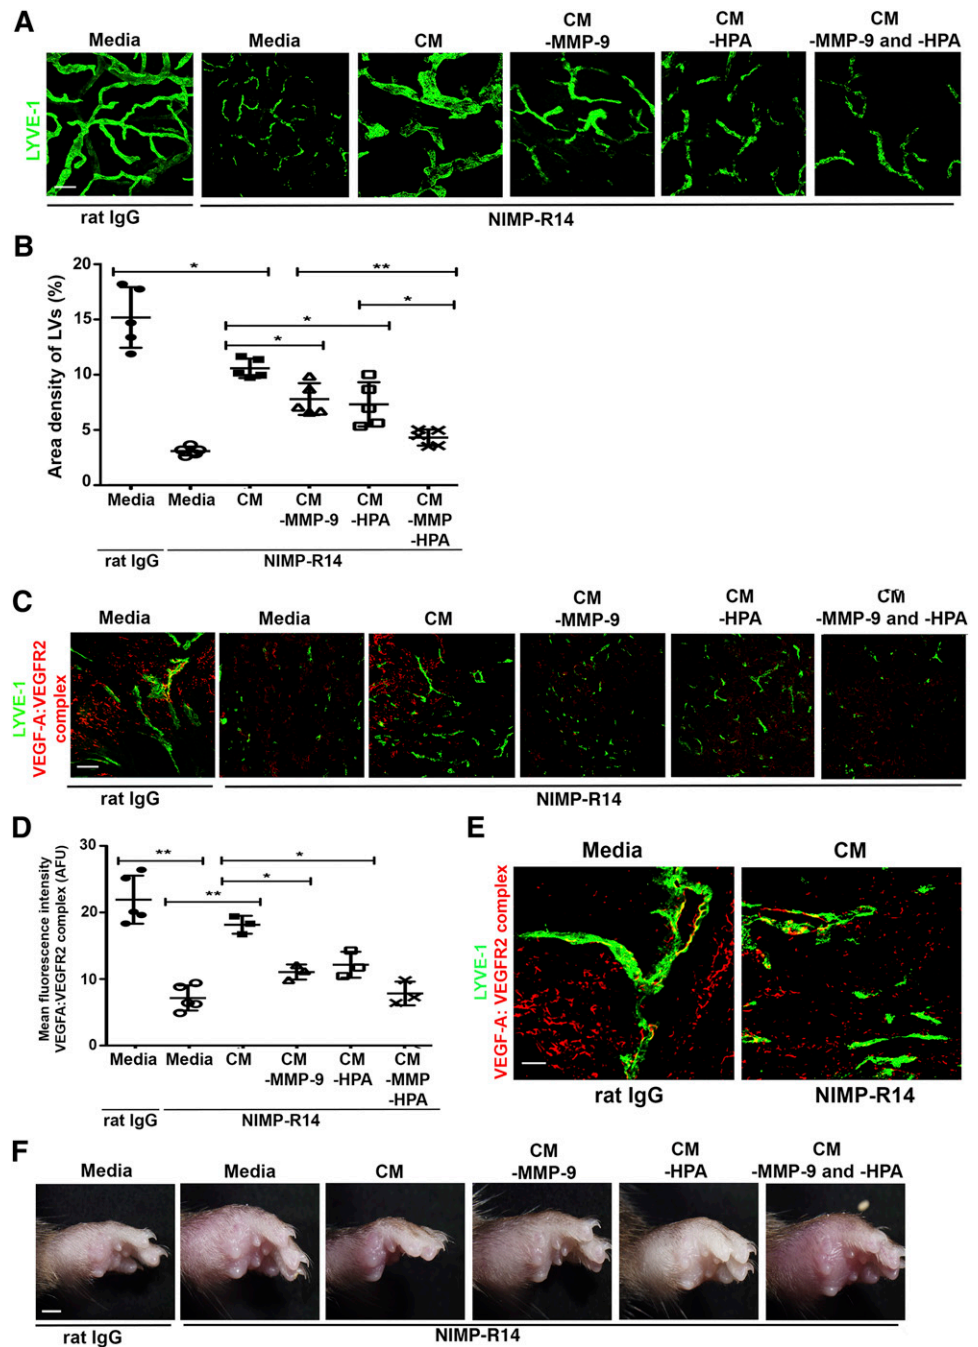 A
Media
Media
CM
CM
-MMP-9
CM
-HPA
CM
-MMP-9 and -HPA
LYVE-1
rat IgG
NIMP-R14
B
Area density of LVs (%)
20
15
10
5
0
*
**
*
*
*
Media
Media
CM
CM
-MMP-9
CM
-HPA
CM
-MMP
-HPA
rat IgG
NIMP-R14
C
Media
Media
CM
CM
-MMP-9
CM
-HPA
CM
-MMP-9 and -HPA
LYVE-1
VEGF-A:VEGFR2
complex
rat IgG
NIMP-R14
D
Mean fluorescence intensity
VEGFA:VEGFR2 complex (AFU)
30
20
10
0
**
*
*
**
Media
Media
CM
CM
-MMP-9
CM
-HPA
CM
-MMP
-HPA
rat IgG
NIMP-R14
E
Media
CM
LYVE-1
VEGF-A: VEGFR2 complex
rat IgG
NIMP-R14
F
Media
Media
CM
CM
-MMP-9
CM
-HPA
CM
-MMP-9 and -HPA
rat IgG
NIMP-R14